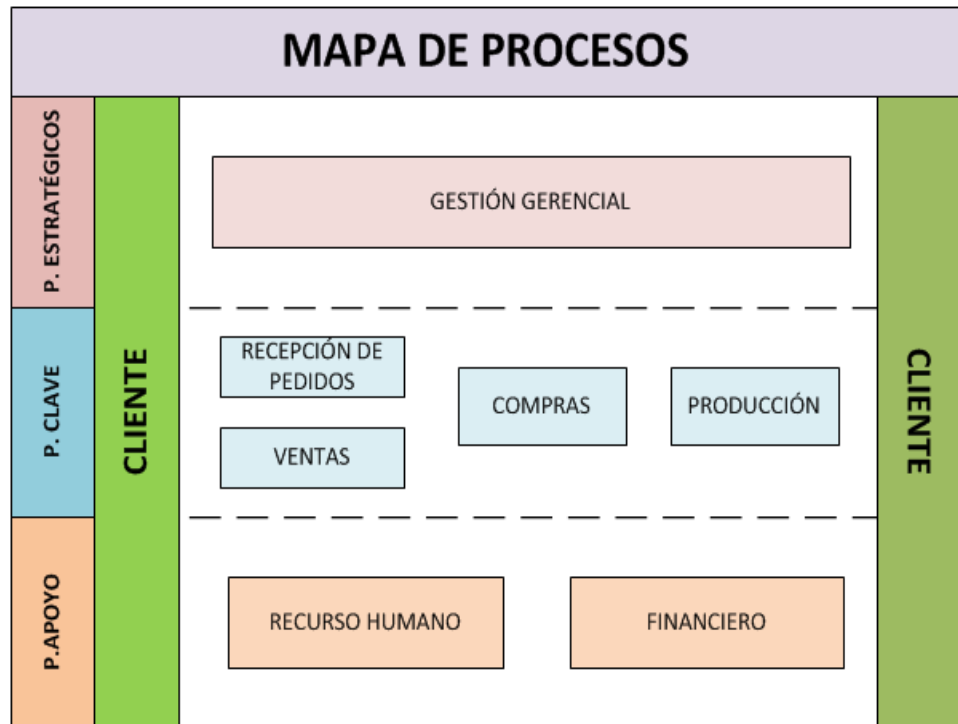 MAPA DE PROCESOS
P. ESTRATÉGICOS
GESTIÓN GERENCIAL
P. CLAVE
CLIENTE
RECEPCIÓN DE
PEDIDOS
VENTAS
COMPRAS
PRODUCCIÓN
CLIENTE
P.APOYO
RECURSO HUMANO
FINANCIERO